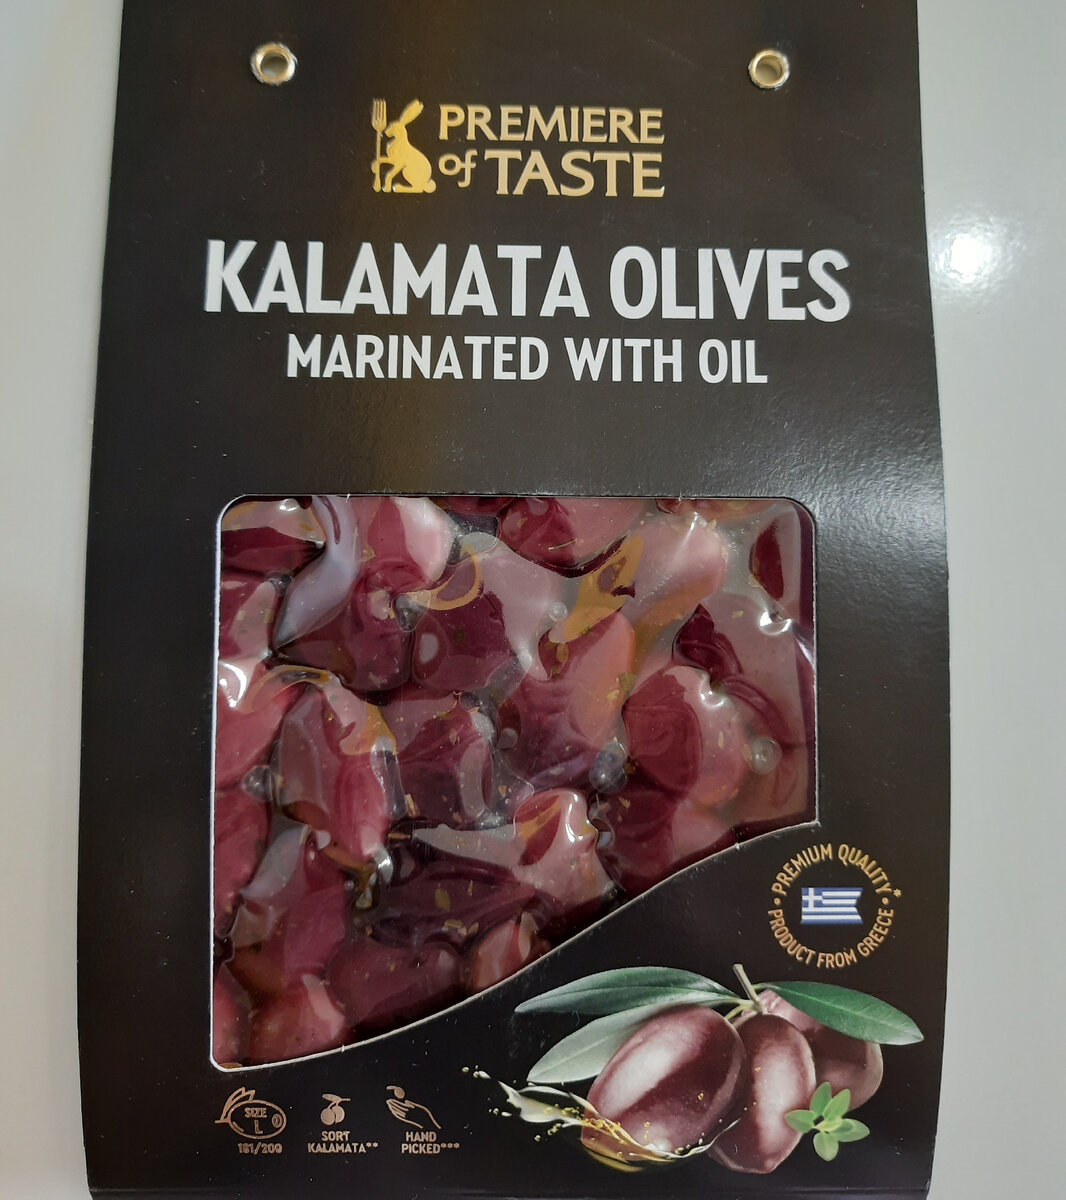 PREMIERE
of TASTE
KALAMATA OLIVES
MARINATED WITH OIL
PREMIUM QUALITY*
PRODUCT FROM GREECE
SIZE
L
181/200
SORT
KALAMATA**
HAND
PICKED***